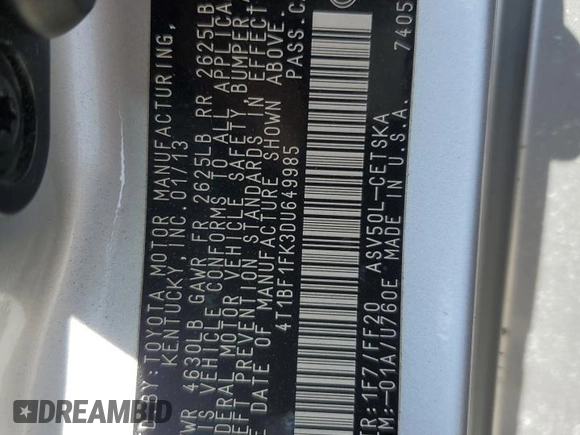 D BY: TOYOTA MOTOR MANUFACTURING,
KENTUCKY, INC. 01/13
WR 4630LB GAWR FR 2625LB RR 2625LB
IS VEHICLE CONFORMS TO ALL APPLICA
DERAL MOTOR VEHICLE SAFETY, BUMPER,
EFT PREVENTION STANDARDS IN EFFECT
E DATE OF MANUFACTURE SHOWN ABOVE.
4T1BF1FK3DU649985 PASS.C
TR:1F7/FF20 ASV50L-CETSKA
TM:-01A/U760E MADE IN U.S.A. 7405
DREAMBID